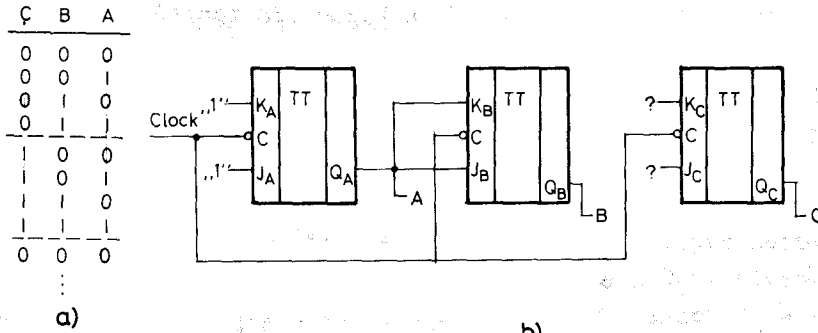 C B A
0 0 0
0 0 1
0 1 0
0 1 1
1 0 0
1 0 1
1 1 0
1 1 1
0 0 0
a)
Clock
„1"
„1"
K_A
C
J_A
TT
Q_A
A
K_B
C
J_B
TT
Q_B
B
?
?
K_C
C
J_C
TT
Q_C
C
b)